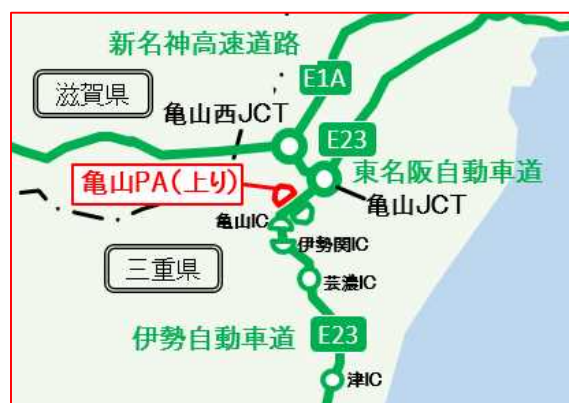 新名神高速道路
E1A
滋賀県
亀山西JCT
E23
東名阪自動車道
亀山PA(上り)
亀山JCT
亀山IC
伊勢関IC
三重県
芸濃IC
伊勢自動車道
E23
津IC